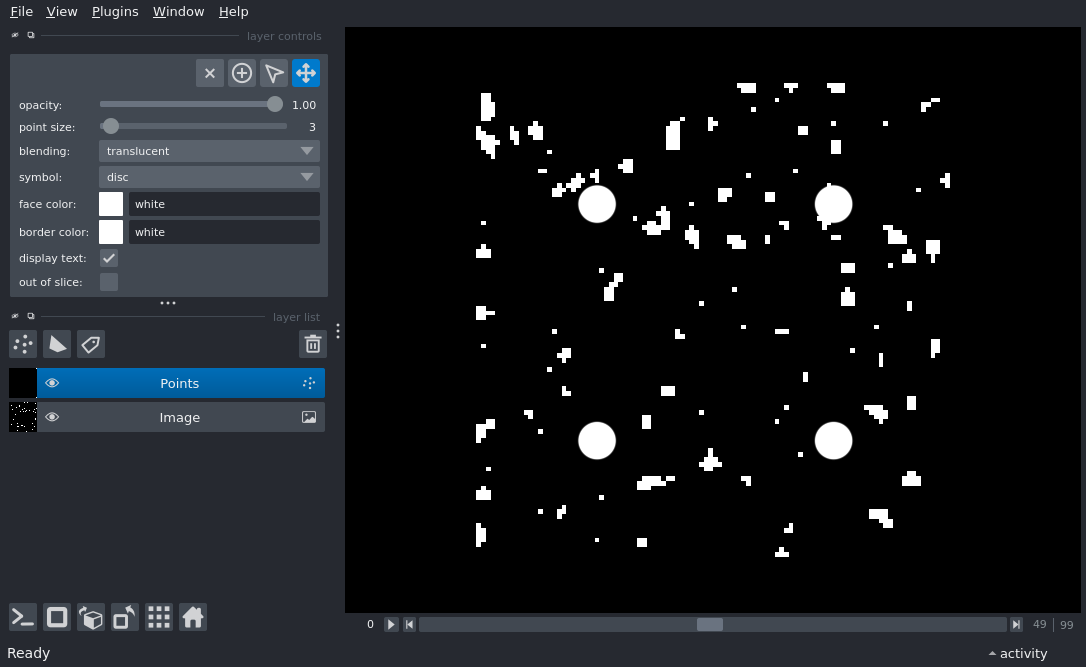 File View Plugins Window Help
layer controls
opacity: 1.00
point size: 3
blending: translucent
symbol: disc
face color: white
border color: white
display text:
out of slice:
layer list
Points
Image
0 49 | 99
Ready activity